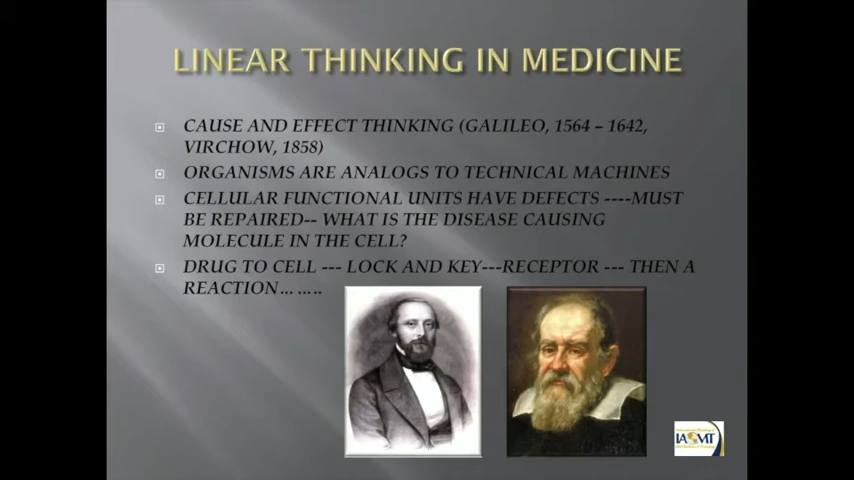 LINEAR THINKING IN MEDICINE
CAUSE AND EFFECT THINKING (GALILEO, 1564 – 1642,
VIRCHOW, 1858)
ORGANISMS ARE ANALOGS TO TECHNICAL MACHINES
CELLULAR FUNCTIONAL UNITS HAVE DEFECTS ----MUST
BE REPAIRED-- WHAT IS THE DISEASE CAUSING
MOLECULE IN THE CELL?
DRUG TO CELL --- LOCK AND KEY---RECEPTOR --- THEN A
REACTION... .....